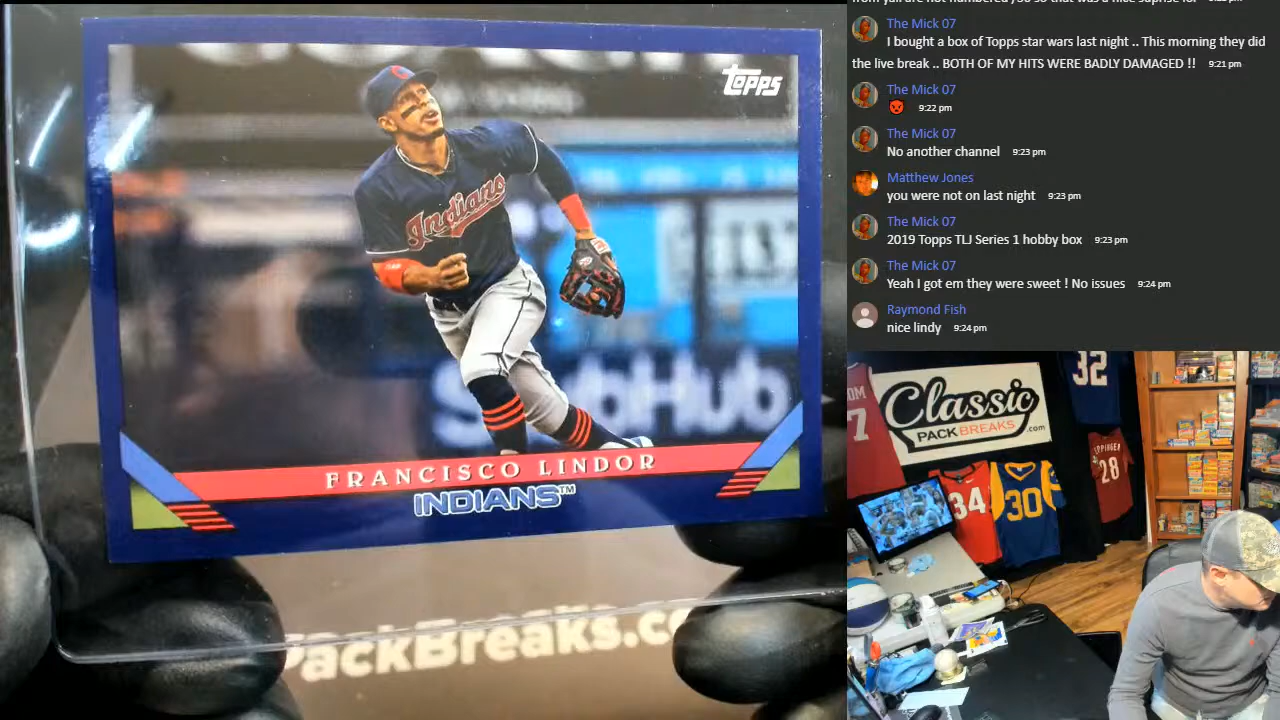 Topps
Indians
StubHub
FRANCISCO LINDOR
INDIANS™
PackBreaks.co
The Mick 07
I bought a box of Topps star wars last night .. This morning they did
the live break .. BOTH OF MY HITS WERE BADLY DAMAGED !! 9:21 pm
The Mick 07
9:22 pm
The Mick 07
No another channel 9:23 pm
Matthew Jones
you were not on last night 9:23 pm
The Mick 07
2019 Topps TLJ Series 1 hobby box 9:23 pm
The Mick 07
Yeah I got em they were sweet ! No issues 9:24 pm
Raymond Fish
nice lindy 9:24 pm
Classic
PACKBREAKS.com
32
7
34
30
28